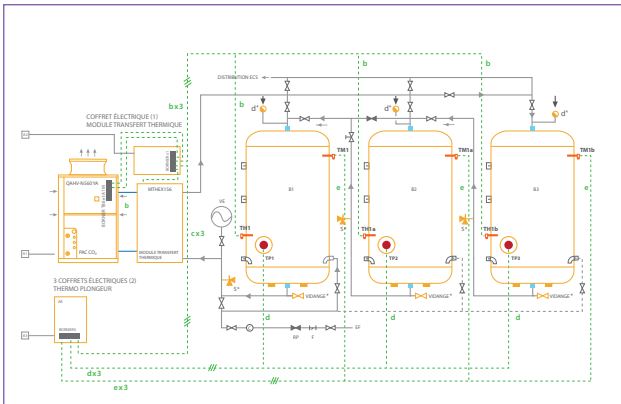 DISTRIBUTION ECS
b
b
b
bx3
b
d*
d*
d*
COFFRET ÉLECTRIQUE (1)
MODULE TRANSFERT THERMIQUE
TM1
TM1a
TM1b
B1
B2
B3
QAHV-N560YA
MTHEX156
b
e
e
e
VE
cx3
S*
S*
TH1
TH1a
TH1b
PAC CO₂
MODULE TRANSFERT
THERMIQUE
TP1
TP2
TP3
S*
3 COFFRETS ÉLECTRIQUES (2)
THERMO PLONGEUR
VIDANGE*
VIDANGE*
VIDANGE*
d
d
d
C
BP
F
EF
BORNIERS
dx3
ex3